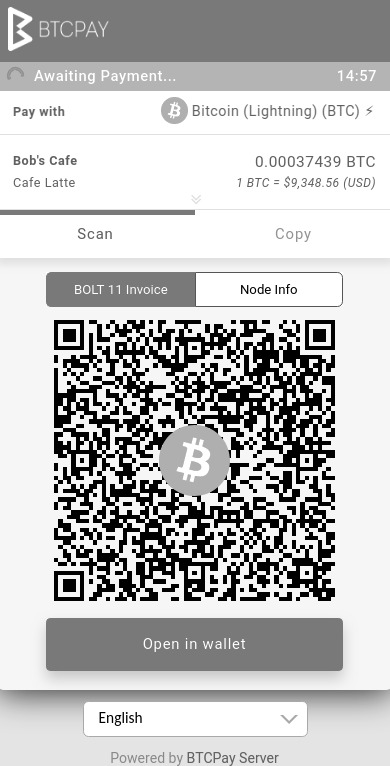 BTCPAY
Awaiting Payment... 14:57
Pay with Bitcoin (Lightning) (BTC) ⚡
Bob's Cafe 0.00037439 BTC
Cafe Latte 1 BTC = $9,348.56 (USD)
Scan Copy
BOLT 11 Invoice Node Info
Open in wallet
English
Powered by BTCPay Server